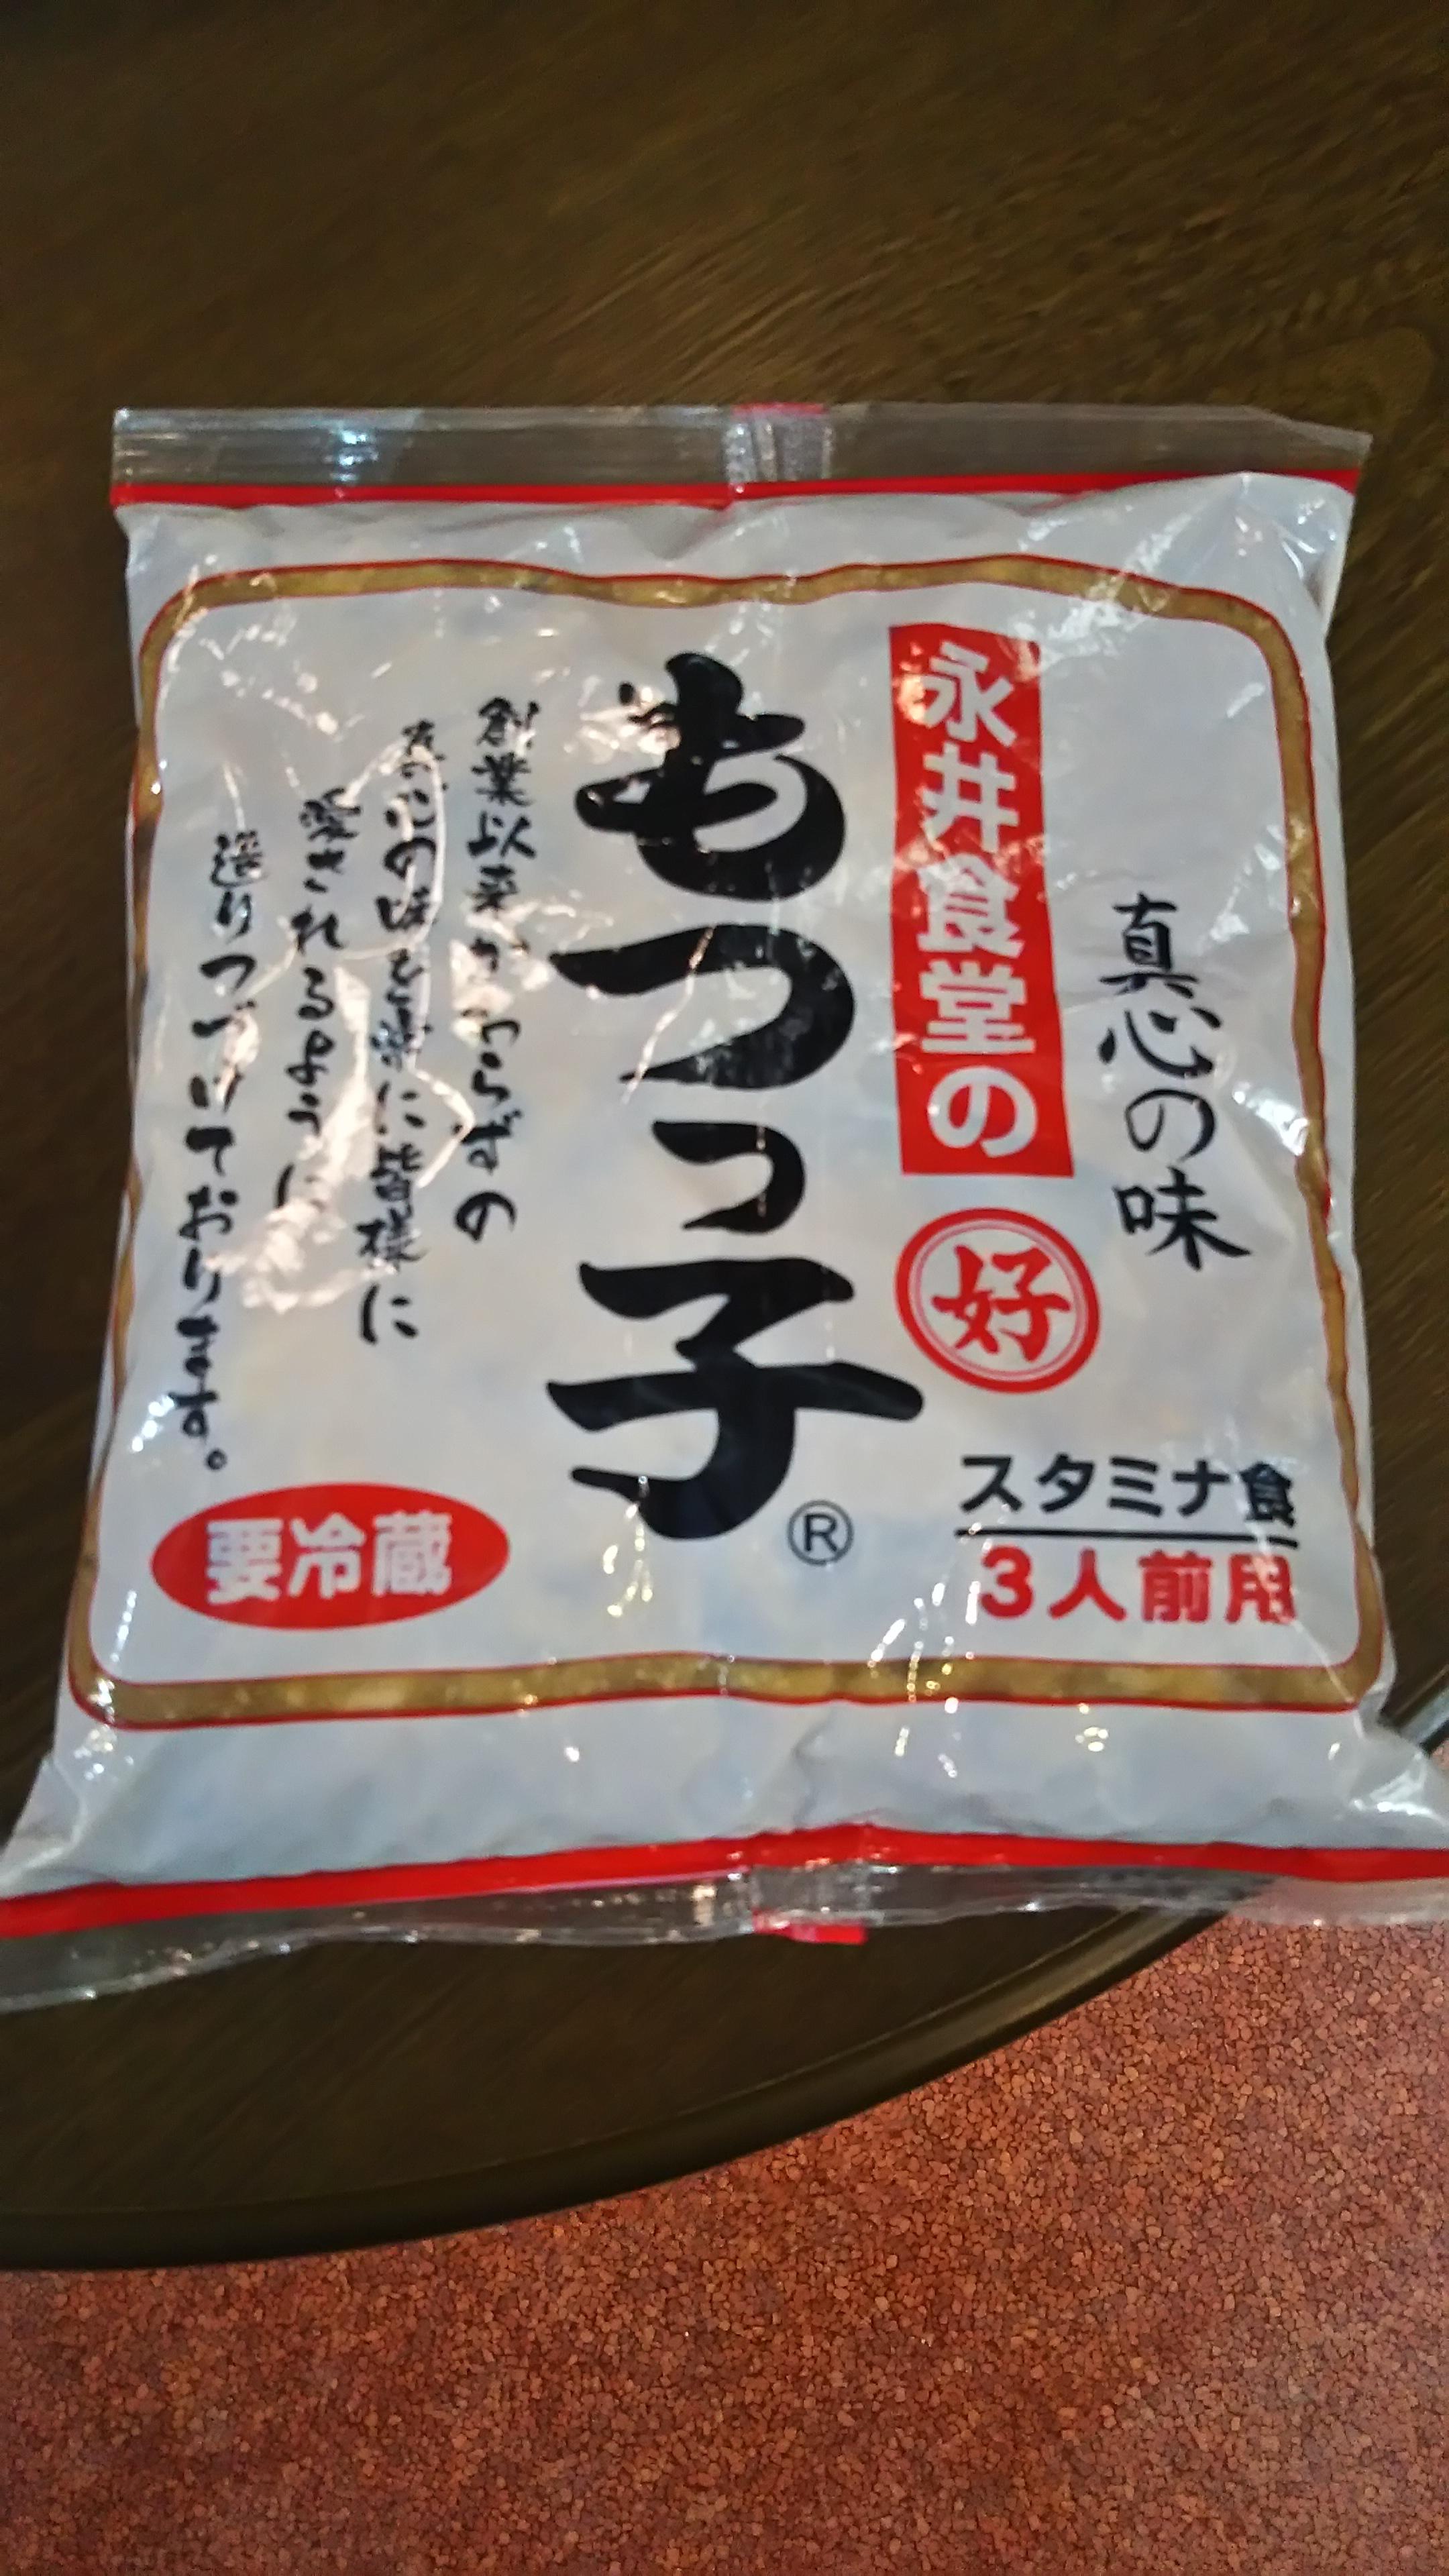 真心の味
永井食堂の
好
もつっ子
®
スタミナ食
3人前用
創業以来かわらずの
真心の味を
に皆様に
愛されるように
造りつづけております。
要冷蔵